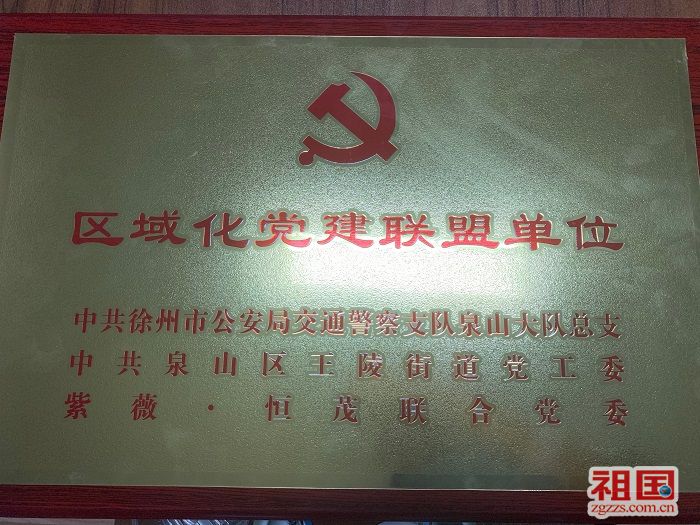 区域化党建联盟单位
中共徐州市公安局交通警察支队泉山大队总支
中共泉山区王陵街道党工委
紫薇·恒茂联合党委
祖国
zgzzs.com.cn